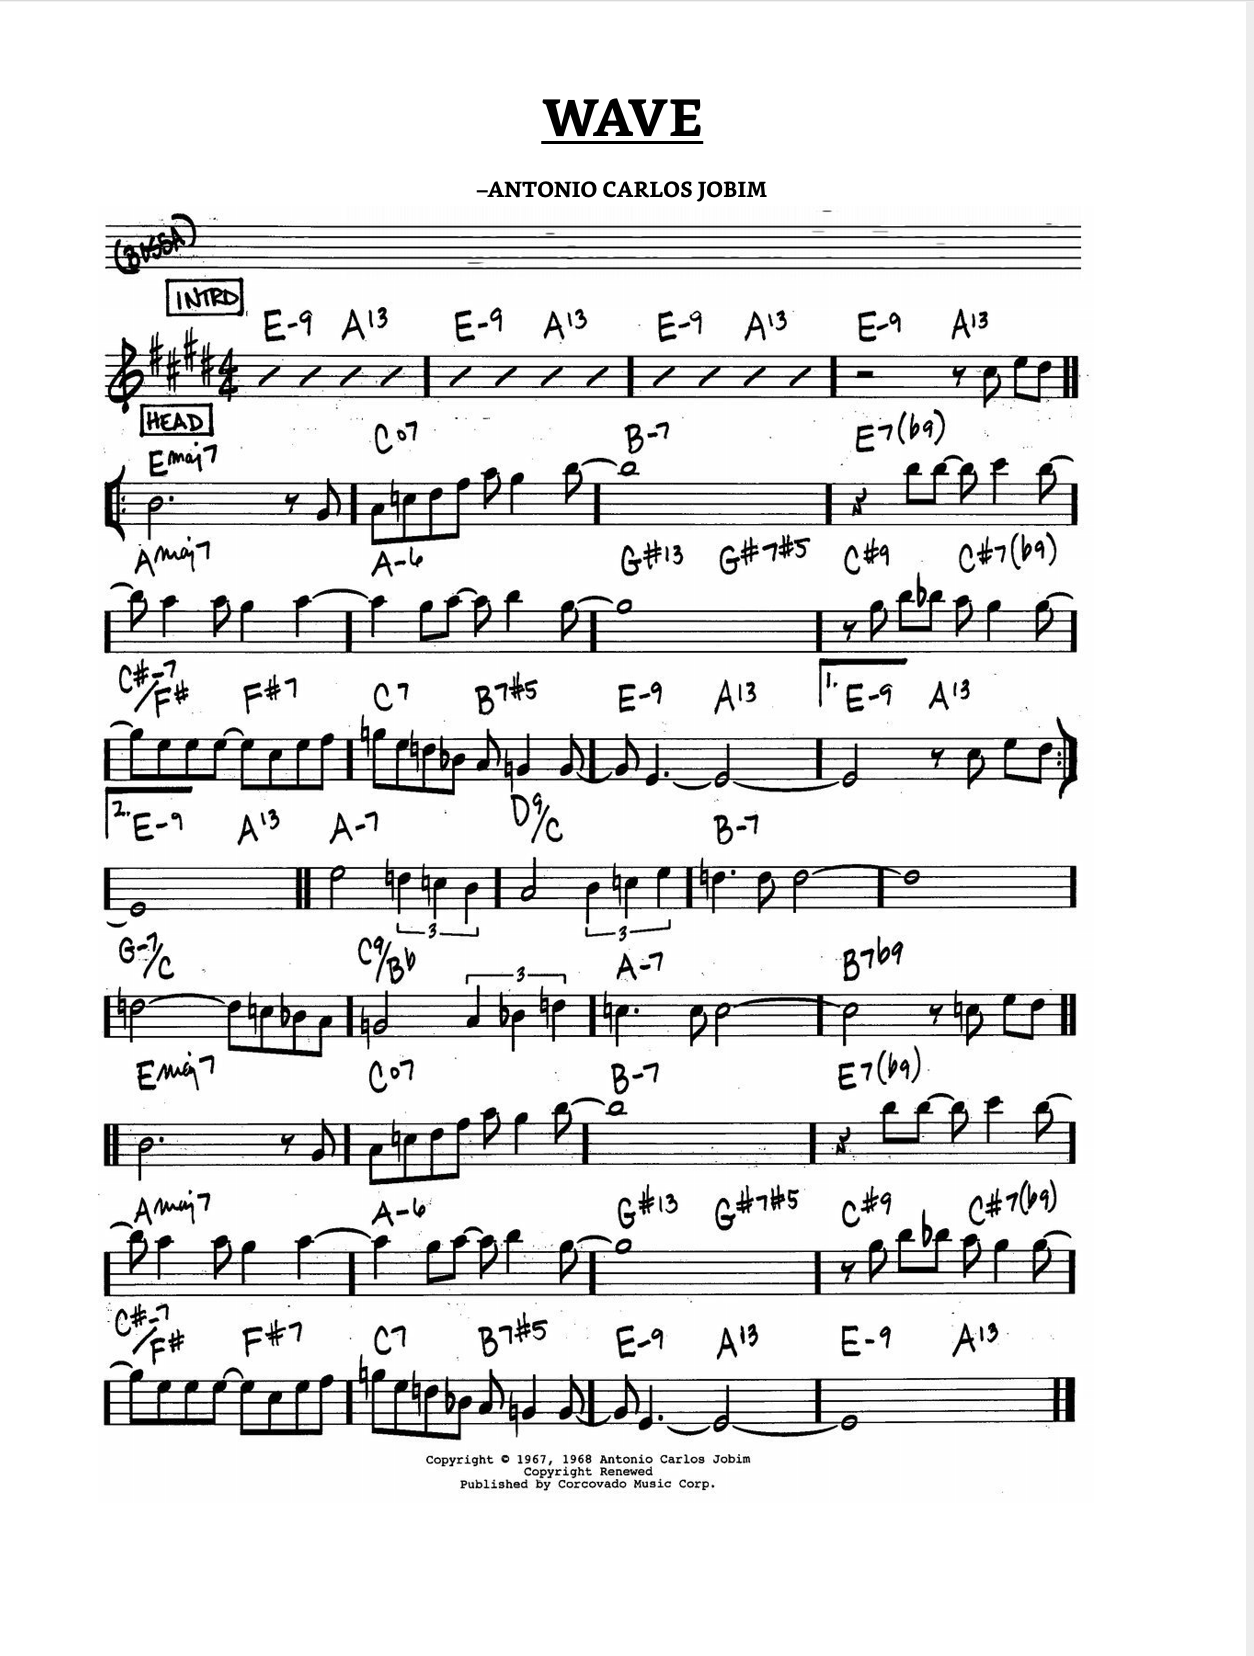 WAVE
–ANTONIO CARLOS JOBIM
(BOSSA)
INTRO
E-9 A13 E-9 A13 E-9 A13 E-9 A13
4
4
HEAD
Emaj7 Co7 B-7 E7(b9)
Amaj7 A-6 G#13 G#7#5 C#9 C#7(b9)
C#-7/F# F#7 C7 B7#5 E-9 A13 1. E-9 A13
2. E-9 A13 A-7 D9/C B-7
3 3
G-7/C C9/Bb A-7 B7b9
3
Emaj7 Co7 B-7 E7(b9)
Amaj7 A-6 G#13 G#7#5 C#9 C#7(b9)
C#-7/F# F#7 C7 B7#5 E-9 A13 E-9 A13
Copyright © 1967, 1968 Antonio Carlos Jobim
Copyright Renewed
Published by Corcovado Music Corp.